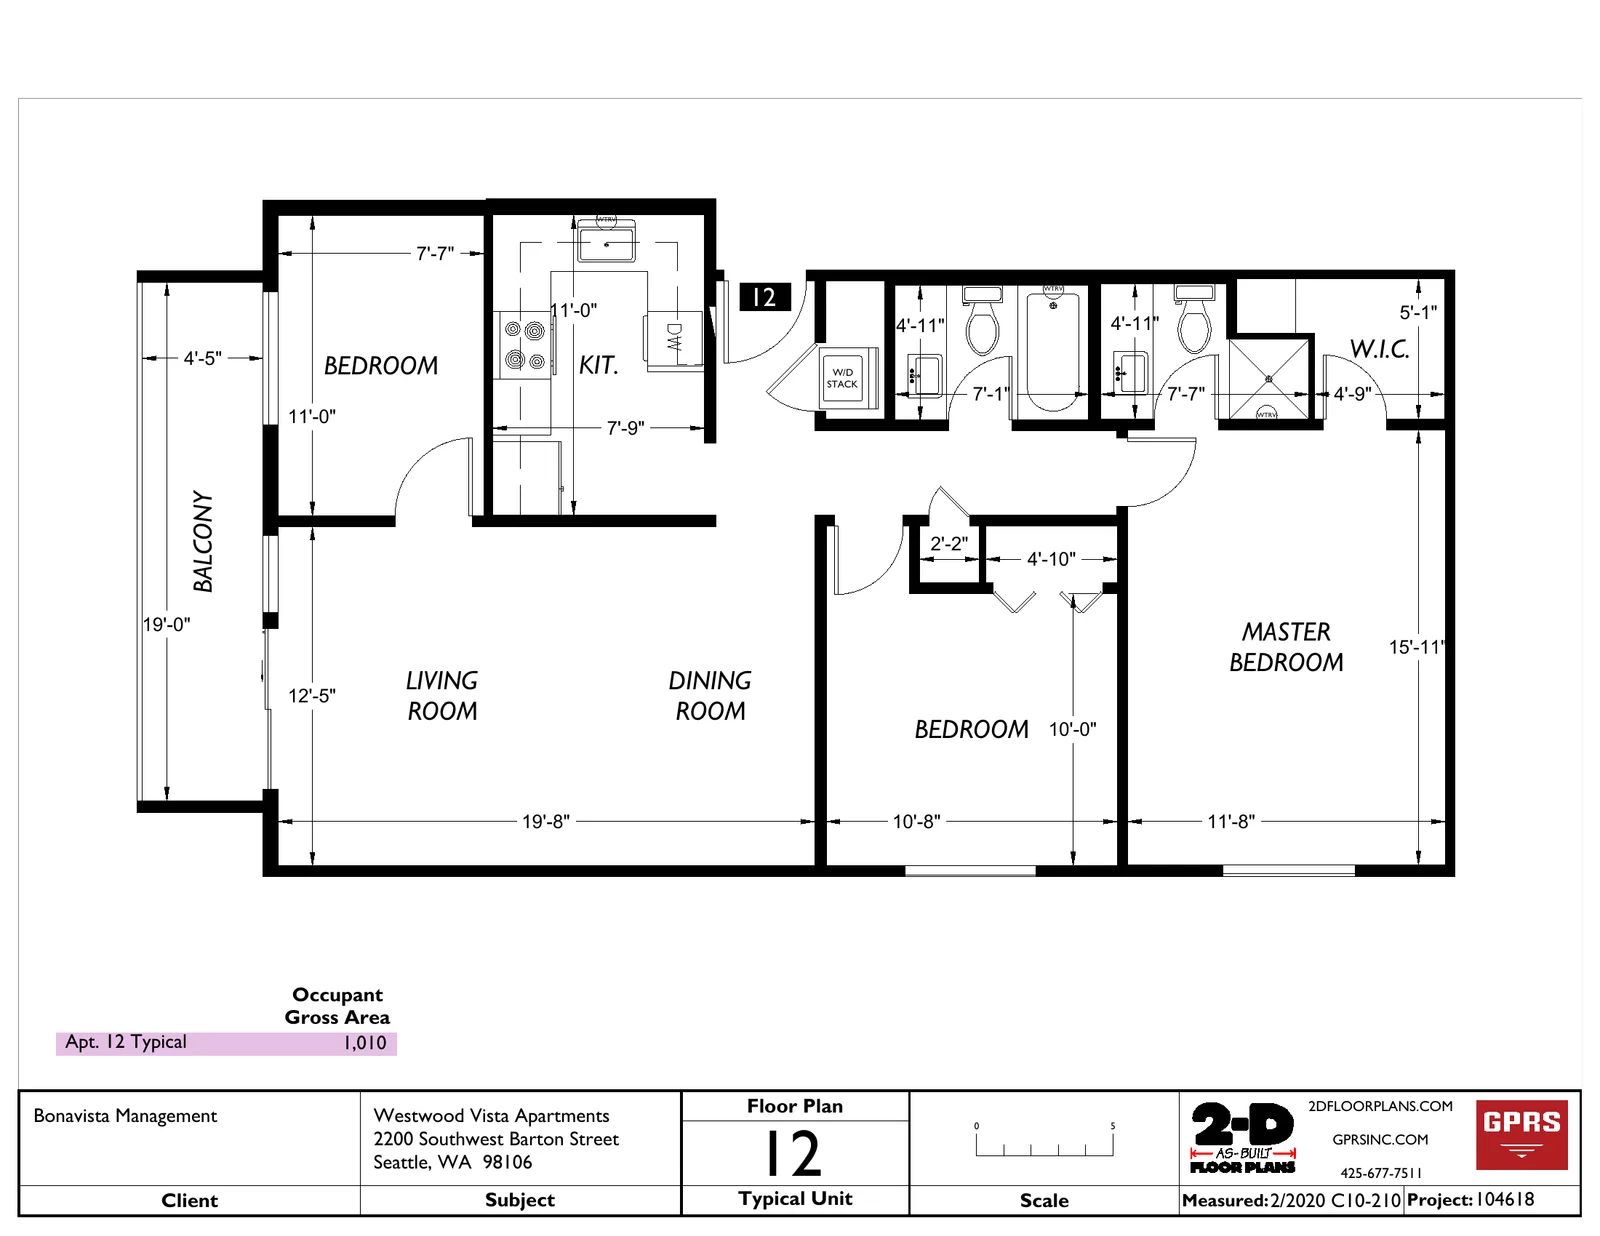 WTRV
12
7'-7"
11'-0"
4'-11"
WTRV
4'-11"
5'-1"
W.I.C.
4'-5"
BEDROOM
KIT.
DW
W/D
STACK
7'-1"
7'-7"
4'-9"
WTRV
11'-0"
7'-9"
BALCONY
2'-2"
4'-10"
19'-0"
MASTER
BEDROOM
15'-11"
12'-5"
LIVING
ROOM
DINING
ROOM
BEDROOM
10'-0"
19'-8"
10'-8"
11'-8"
Occupant
Gross Area
Apt. 12 Typical 1,010
Bonavista Management
Client
Westwood Vista Apartments
2200 Southwest Barton Street
Seattle, WA 98106
Subject
Floor Plan
12
Typical Unit
0 5
Scale
2-D
AS-BUILT
FLOOR PLANS
2DFLOORPLANS.COM
GPRSINC.COM
425-677-7511
GPRS
Measured: 2/2020 C10-210
Project: 104618